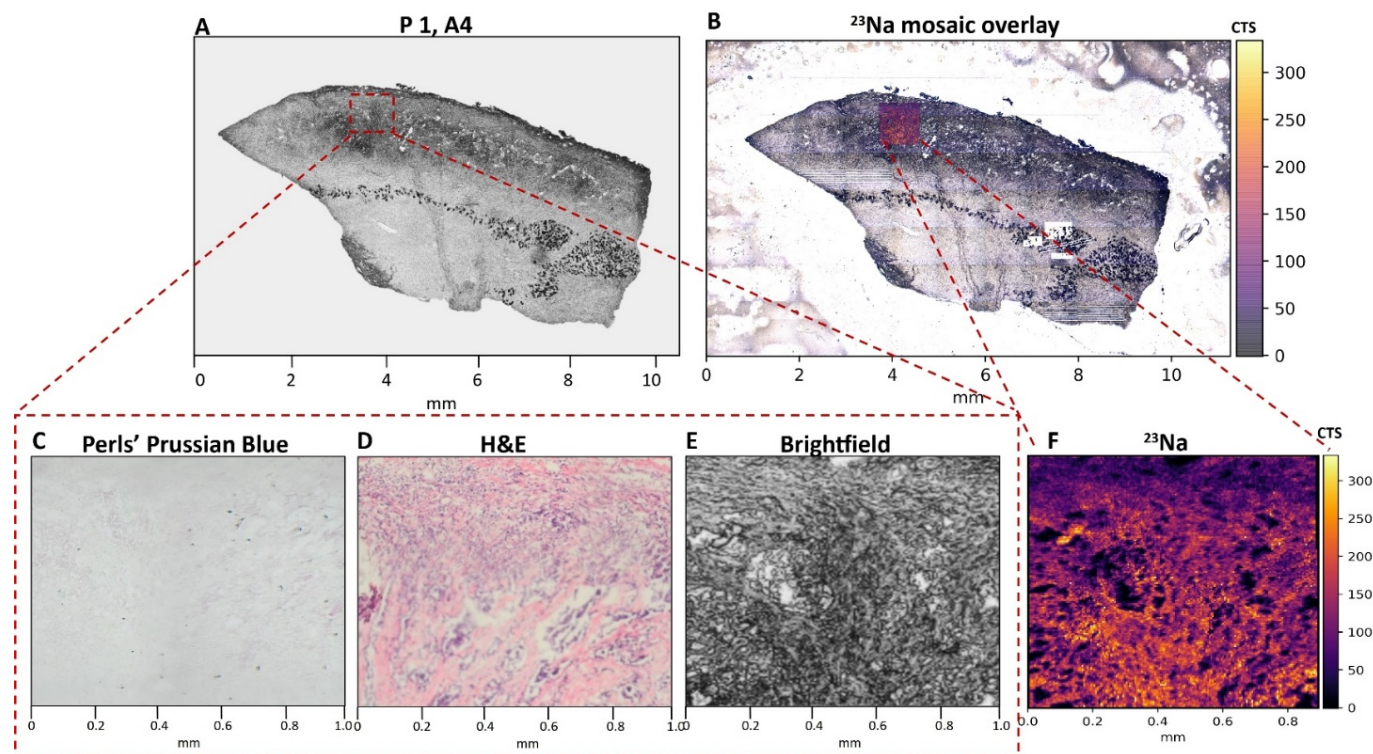 A P 1, A4
0 2 4 6 8 10
mm
B ²³Na mosaic overlay CTS
300
250
200
150
100
50
0
0 2 4 6 8 10
mm
C Perls’ Prussian Blue
0 0.2 0.4 0.6 0.8 1.0
mm
D H&E
0 0.2 0.4 0.6 0.8 1.0
mm
E Brightfield
0 0.2 0.4 0.6 0.8 1.0
mm
F ²³Na CTS
300
250
200
150
100
50
0
0.0 0.2 0.4 0.6 0.8
mm